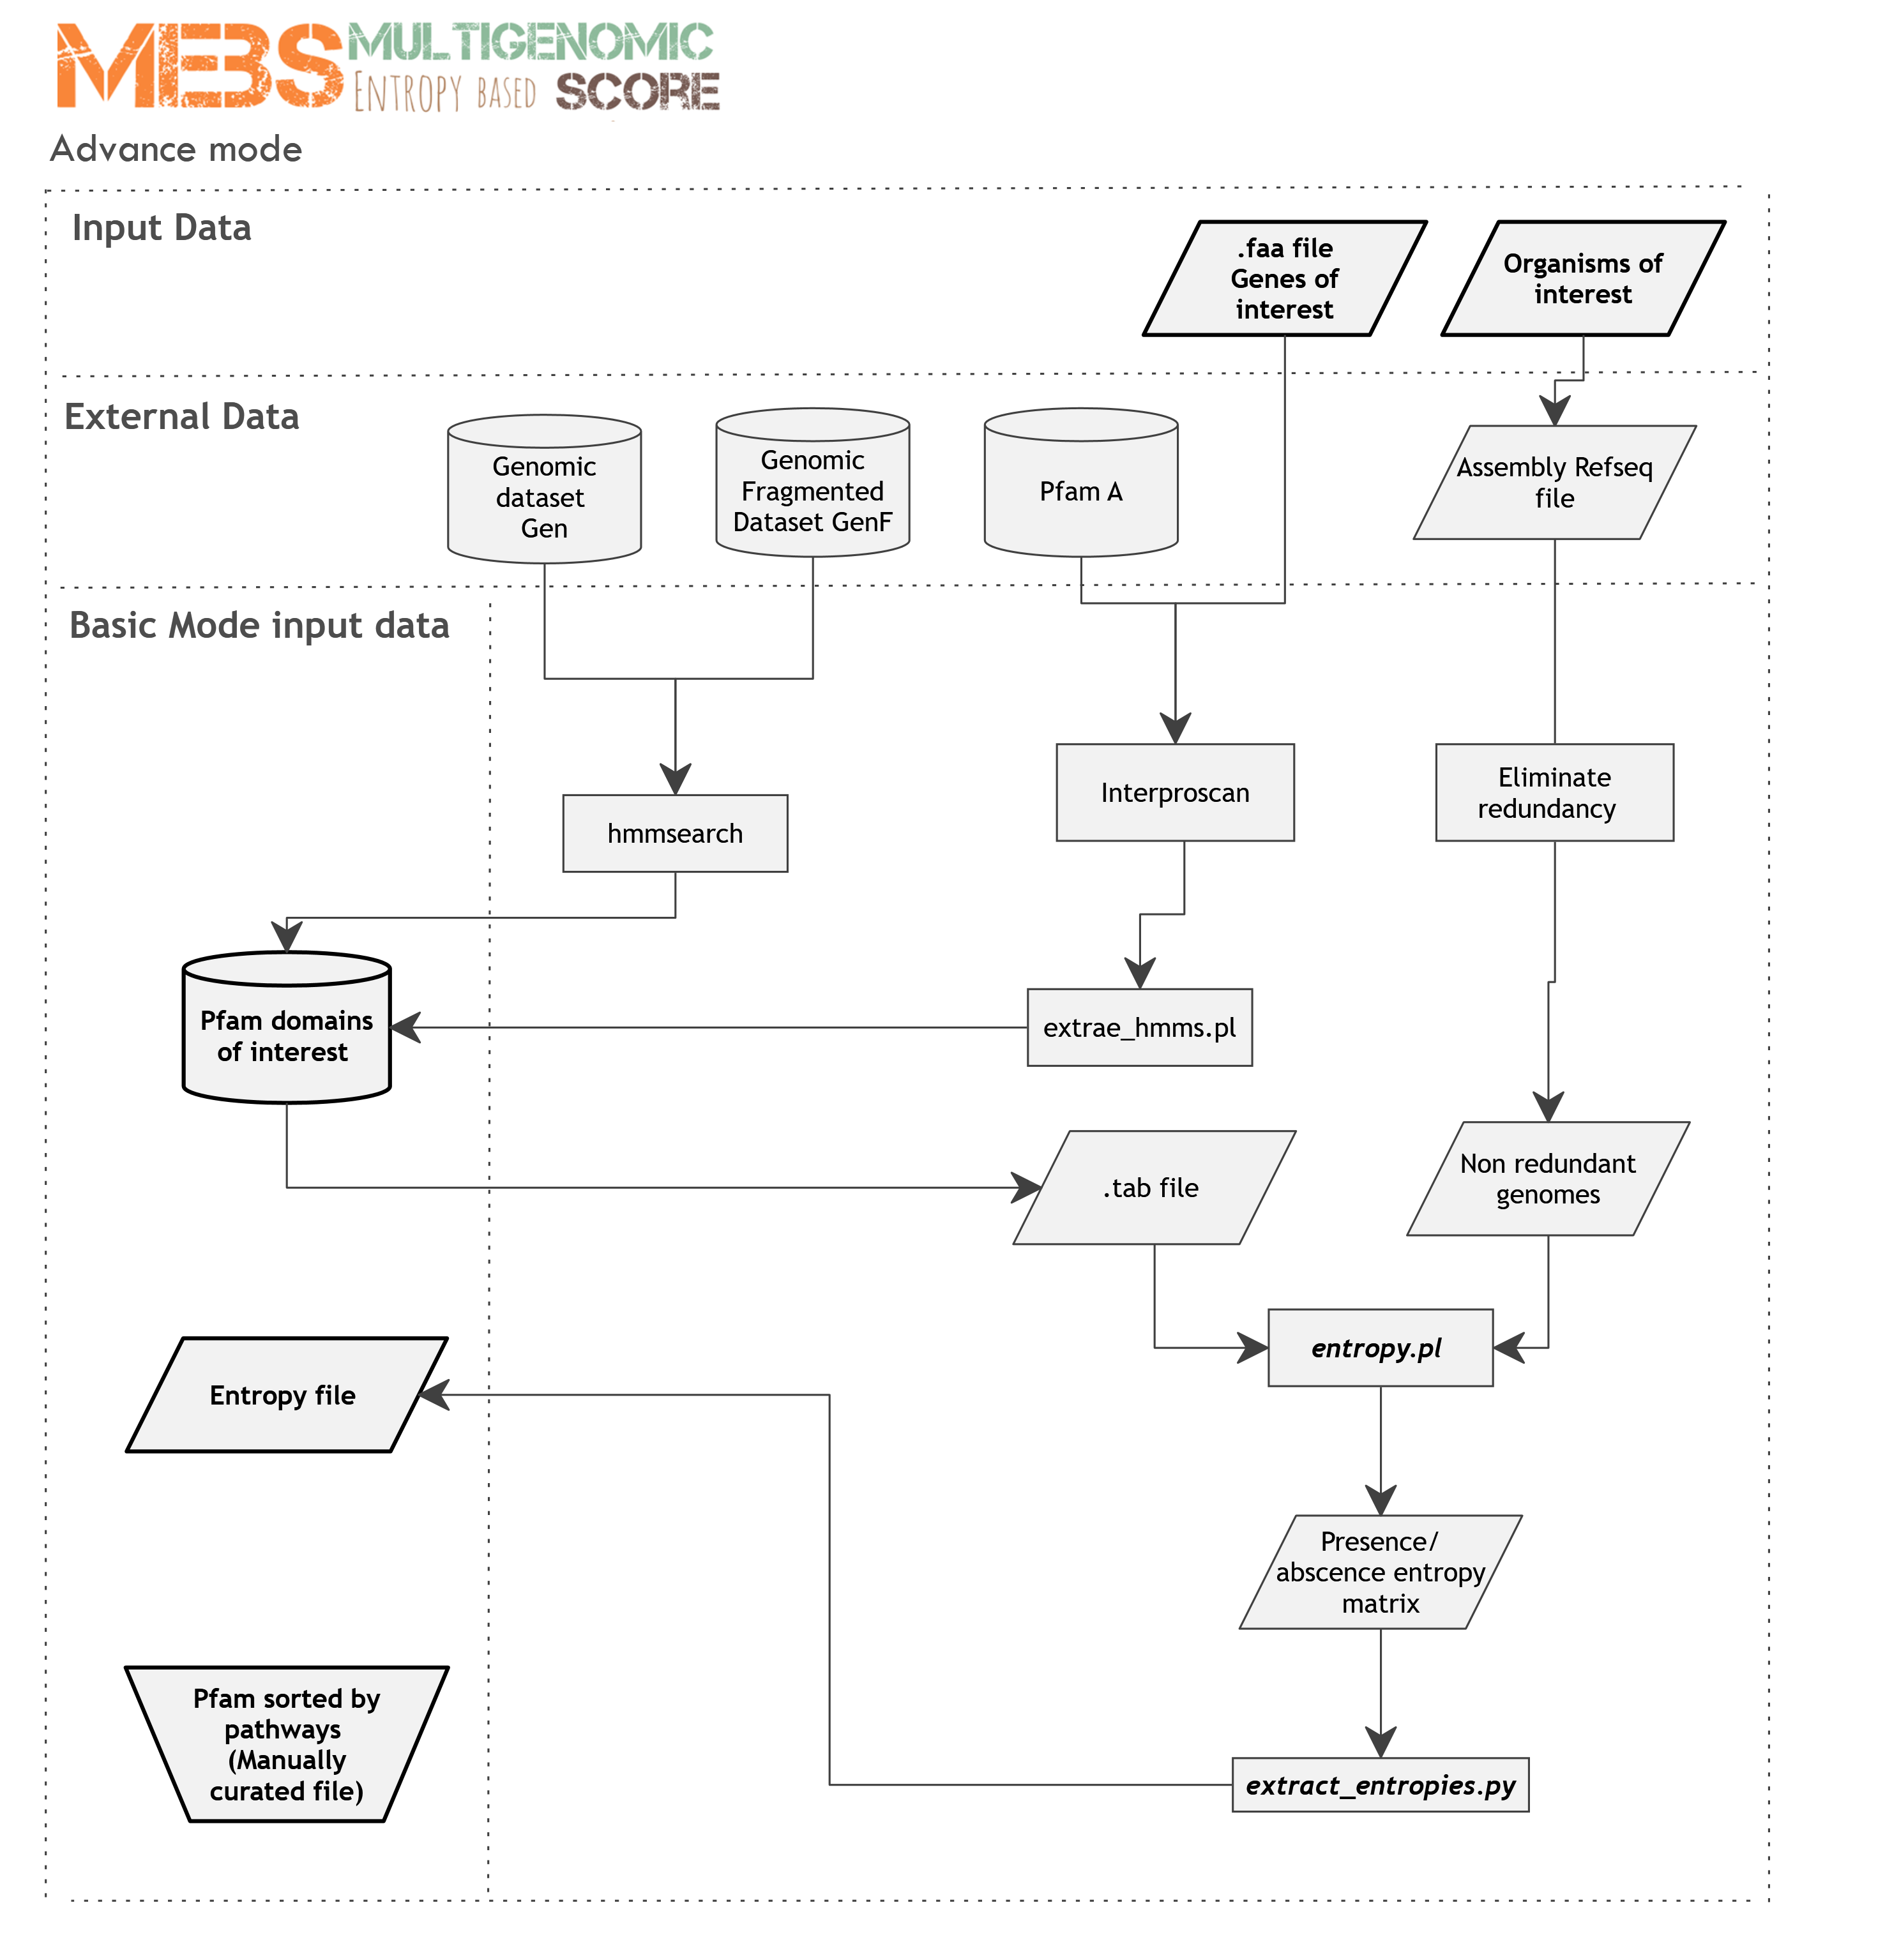 MEBS MULTIGENOMIC
ENTROPY BASED SCORE
Advance mode
Input Data
.faa file
Genes of
interest
Organisms of
interest
External Data
Genomic
dataset
Gen
Genomic
Fragmented
Dataset GenF
Pfam A
Assembly Refseq
file
Basic Mode input data
hmmsearch
Interproscan
Eliminate
redundancy
Pfam domains
of interest
extrae_hmms.pl
.tab file
Non redundant
genomes
entropy.pl
Entropy file
Presence/
abscence entropy
matrix
Pfam sorted by
pathways
(Manually
curated file)
extract_entropies.py